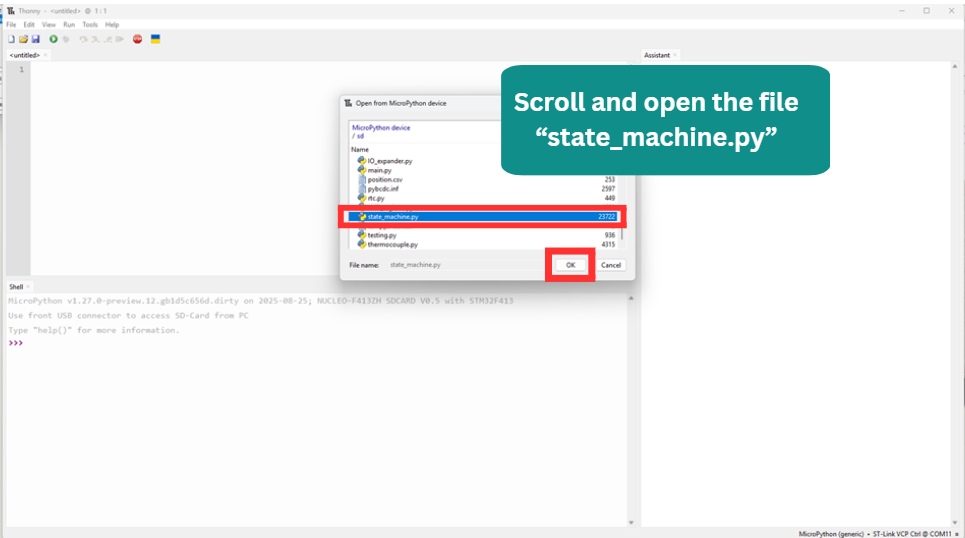 Thonny - <untitled> @ 1:1
File Edit View Run Tools Help
<untitled> ×
Assistant ×
1
Scroll and open the file
“state_machine.py”
Open from MicroPython device
MicroPython device
/ sd
Name
IO_expander.py
main.py
position.csv 253
pybcdc.inf 2597
rtc.py 449
state_machine.py 23722
testing.py 936
thermocouple.py 4315
File name: state_machine.py OK Cancel
Shell ×
MicroPython v1.27.0-preview.12.gb1d5c656d.dirty on 2025-08-25; NUCLEO-F413ZH SDCARD V0.5 with STM32F413
Use front USB connector to access SD-Card from PC
Type "help()" for more information.
>>>
MicroPython (generic) • ST-Link VCP Ctrl @ COM11 ≡